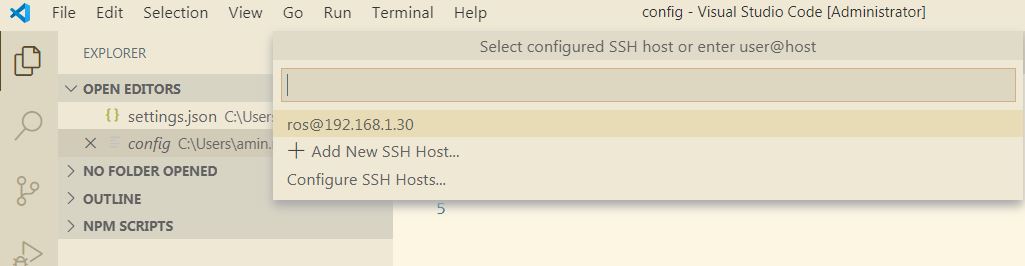 File Edit Selection View Go Run Terminal Help config - Visual Studio Code [Administrator]
Select configured SSH host or enter user@host
EXPLORER
OPEN EDITORS
settings.json C:\Users
config C:\Users\amin.
NO FOLDER OPENED
OUTLINE
NPM SCRIPTS
ros@192.168.1.30
+ Add New SSH Host...
Configure SSH Hosts...
5